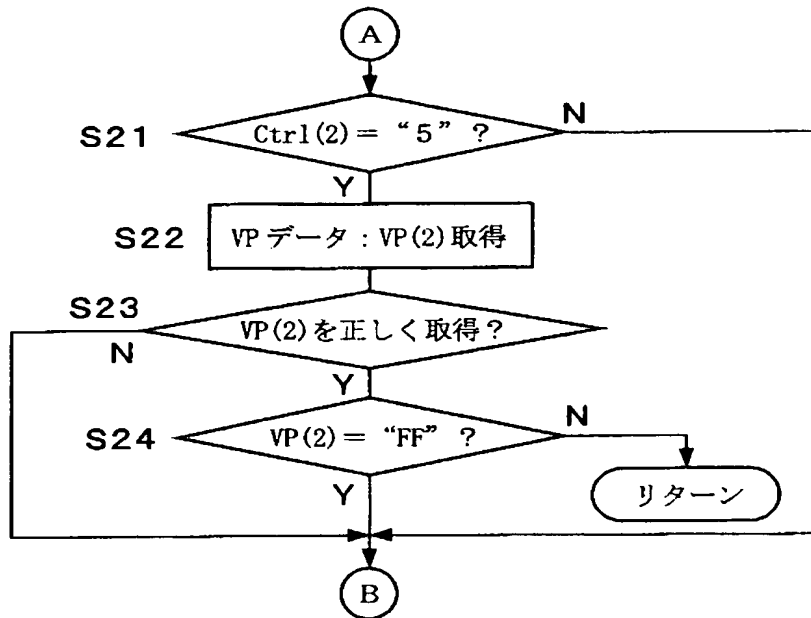 A
S21
Ctrl(2)＝“5”？
N
Y
S22
VPデータ：VP(2)取得
S23
VP(2)を正しく取得？
N
Y
S24
VP(2)＝“FF”？
N
Y
リターン
B